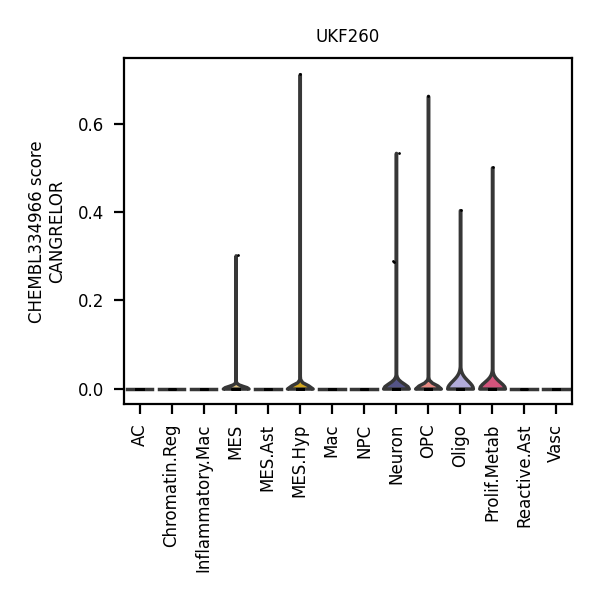 UKF260
CHEMBL334966 score
CANGRELOR
0.6
0.4
0.2
0.0
AC
Chromatin.Reg
Inflammatory.Mac
MES
MES.Ast
MES.Hyp
Mac
NPC
Neuron
OPC
Oligo
Prolif.Metab
Reactive.Ast
Vasc